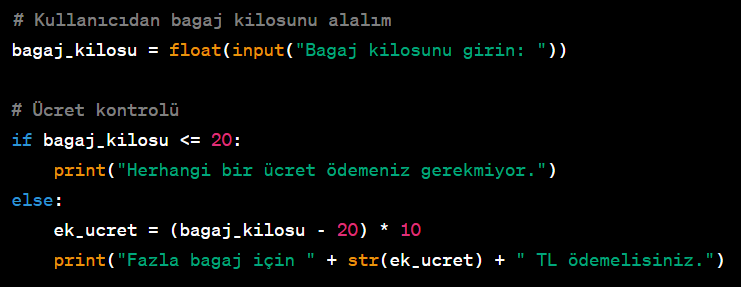 # Kullanıcıdan bagaj kilosunu alalım
bagaj_kilosu = float(input("Bagaj kilosunu girin: "))
# Ücret kontrolü
if bagaj_kilosu <= 20:
    print("Herhangi bir ücret ödemeniz gerekmiyor.")
else:
    ek_ucret = (bagaj_kilosu - 20) * 10
    print("Fazla bagaj için " + str(ek_ucret) + " TL ödemelisiniz.")